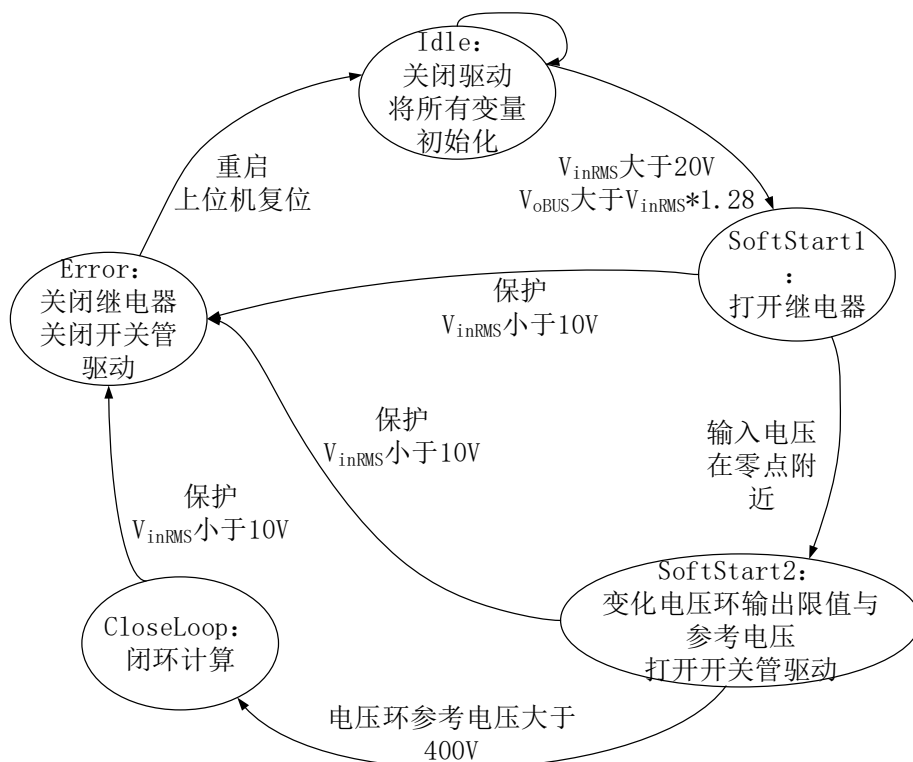 Idle：
关闭驱动
将所有变量
初始化
重启
上位机复位
VinRMS大于20V
VoBUS大于VinRMS*1.28
SoftStart1
：
打开继电器
Error：
关闭继电器
关闭开关管
驱动
保护
VinRMS小于10V
保护
VinRMS小于10V
输入电压
在零点附
近
保护
VinRMS小于10V
SoftStart2：
变化电压环输出限值与
参考电压
打开开关管驱动
CloseLoop：
闭环计算
电压环参考电压大于
400V